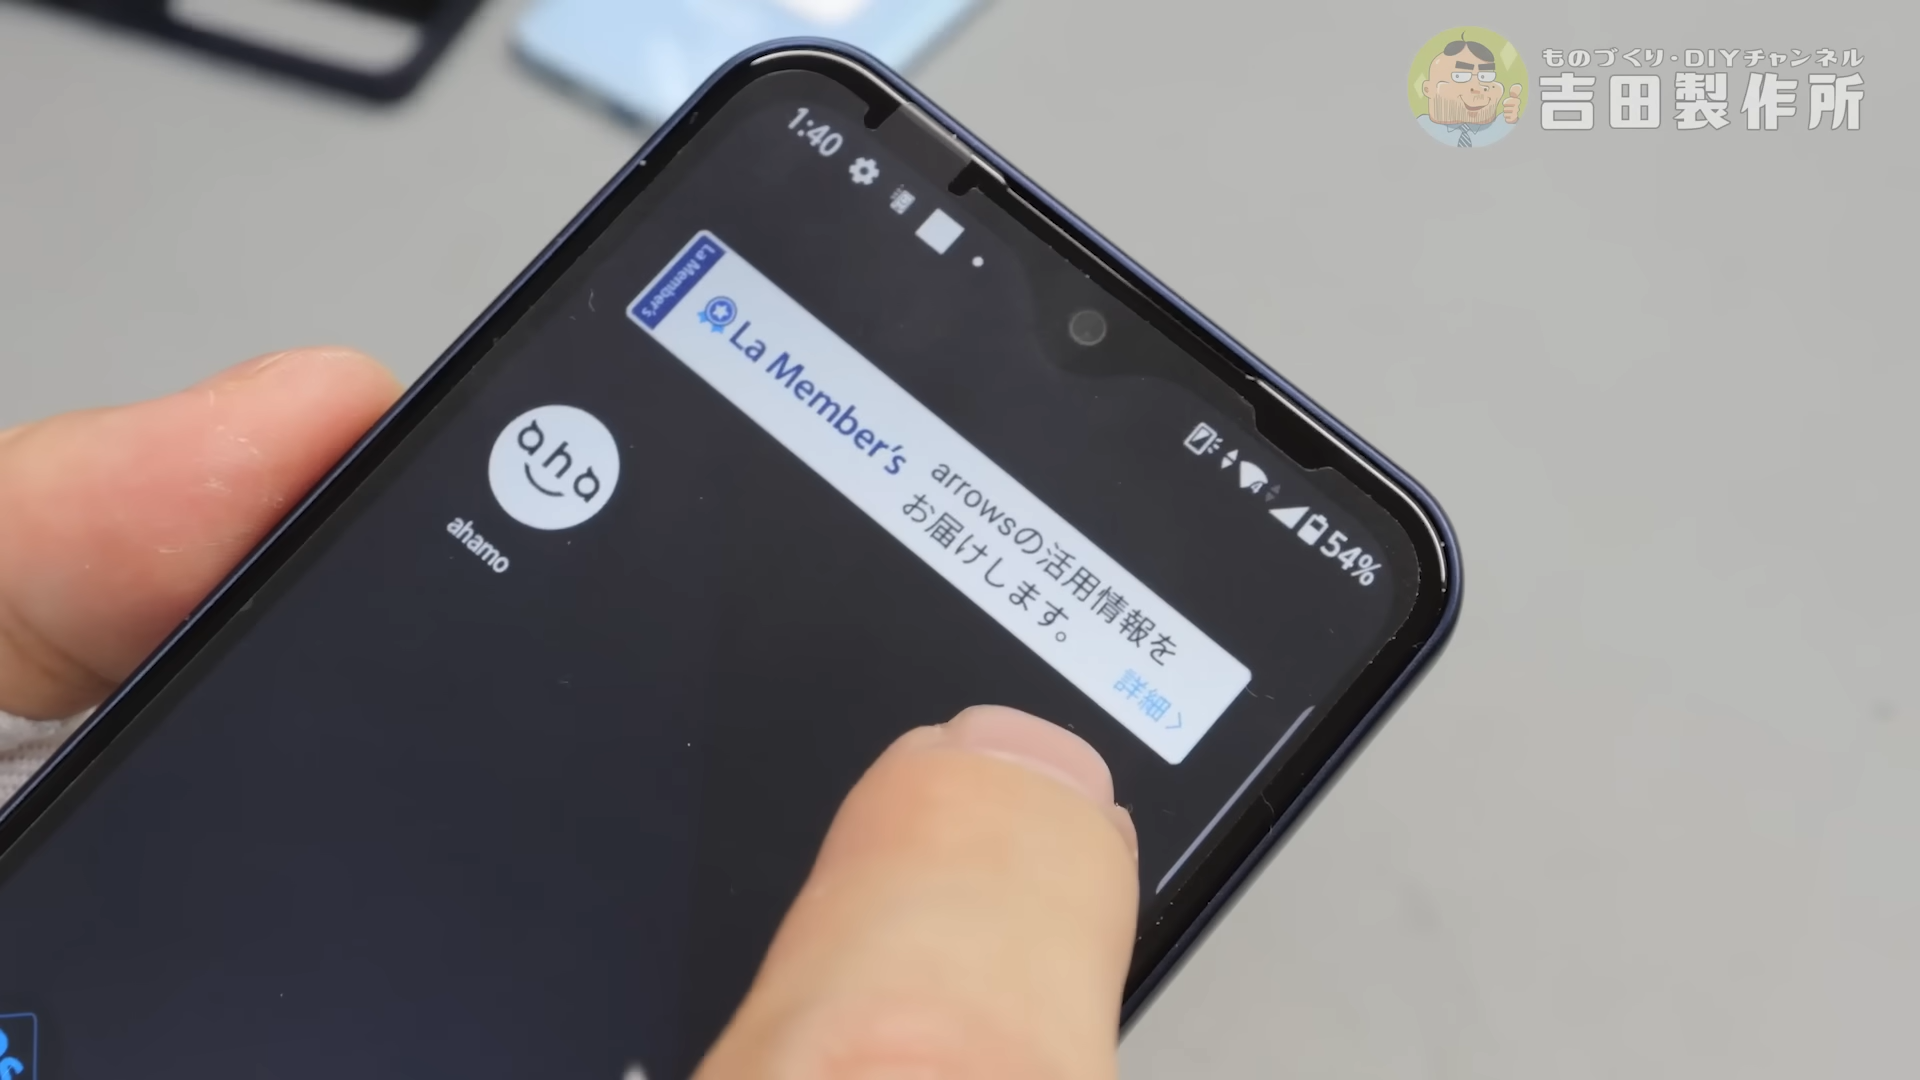 ものづくり・DIYチャンネル
吉田製作所
1:40
54%
La Member's
La Member's
arrowsの活用情報を
お届けします。
詳細
aha
ahamo